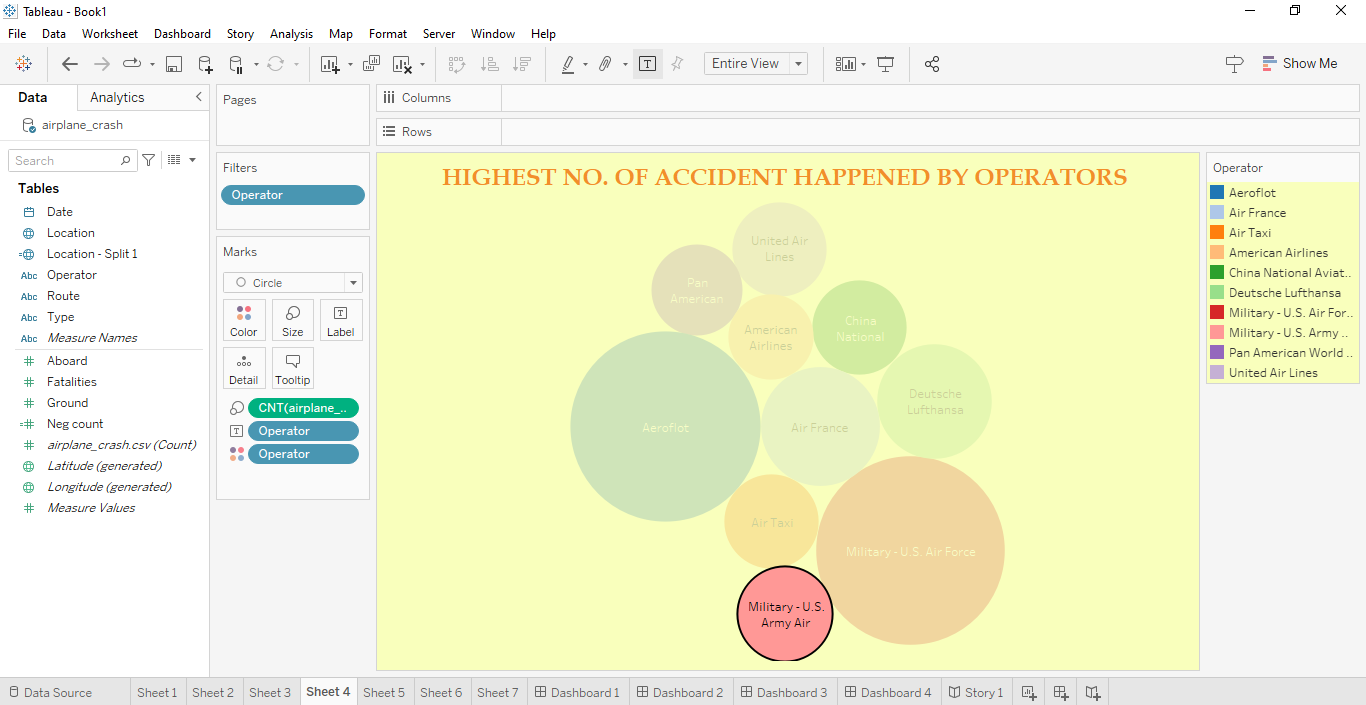 Tableau - Book1
File Data Worksheet Dashboard Story Analysis Map Format Server Window Help
Entire View
Show Me
Data Analytics
airplane_crash
Search
Tables
Date
Location
Location - Split 1
Abc Operator
Abc Route
Abc Type
Abc Measure Names
Aboard
Fatalities
Ground
Neg count
airplane_crash.csv (Count)
Latitude (generated)
Longitude (generated)
Measure Values
Pages
Filters
Operator
Marks
Circle
Color Size Label
Detail Tooltip
CNT(airplane_..
Operator
Operator
Columns
Rows
HIGHEST NO. OF ACCIDENT HAPPENED BY OPERATORS
United Air
Lines
Pan
American
American
Airlines
China
National
Deutsche
Lufthansa
Aeroflot
Air France
Air Taxi
Military - U.S. Air Force
Military - U.S.
Army Air
Operator
Aeroflot
Air France
Air Taxi
American Airlines
China National Aviat..
Deutsche Lufthansa
Military - U.S. Air For..
Military - U.S. Army ..
Pan American World ..
United Air Lines
Data Source Sheet 1 Sheet 2 Sheet 3 Sheet 4 Sheet 5 Sheet 6 Sheet 7 Dashboard 1 Dashboard 2 Dashboard 3 Dashboard 4 Story 1